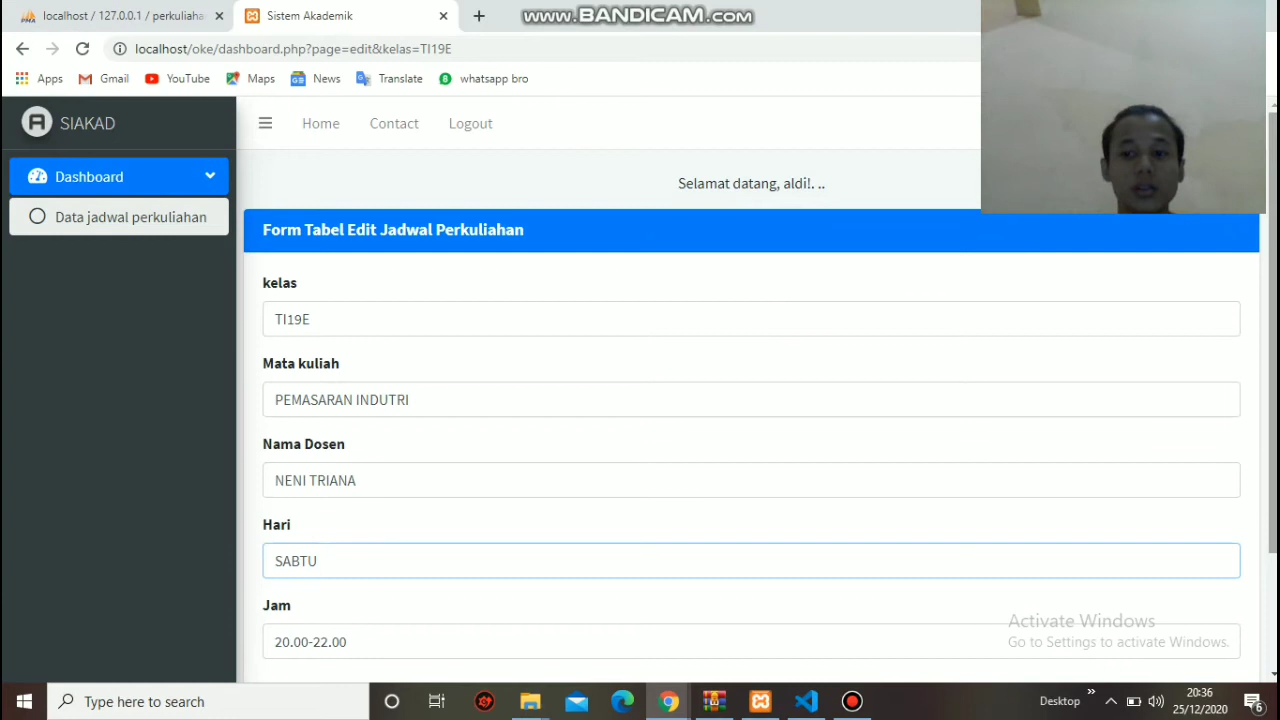 localhost / 127.0.0.1 / perkuliaha
Sistem Akademik
www.BANDICAM.com
localhost/oke/dashboard.php?page=edit&kelas=TI19E
Apps
Gmail
YouTube
Maps
News
Translate
whatsapp bro
SIAKAD
Home
Contact
Logout
Dashboard
Selamat datang, aldi!. ..
Data jadwal perkuliahan
Form Tabel Edit Jadwal Perkuliahan
kelas
TI19E
Mata kuliah
PEMASARAN INDUTRI
Nama Dosen
NENI TRIANA
Hari
SABTU
Jam
20.00-22.00
Activate Windows
Go to Settings to activate Windows.
Type here to search
Desktop
20:36
25/12/2020
6